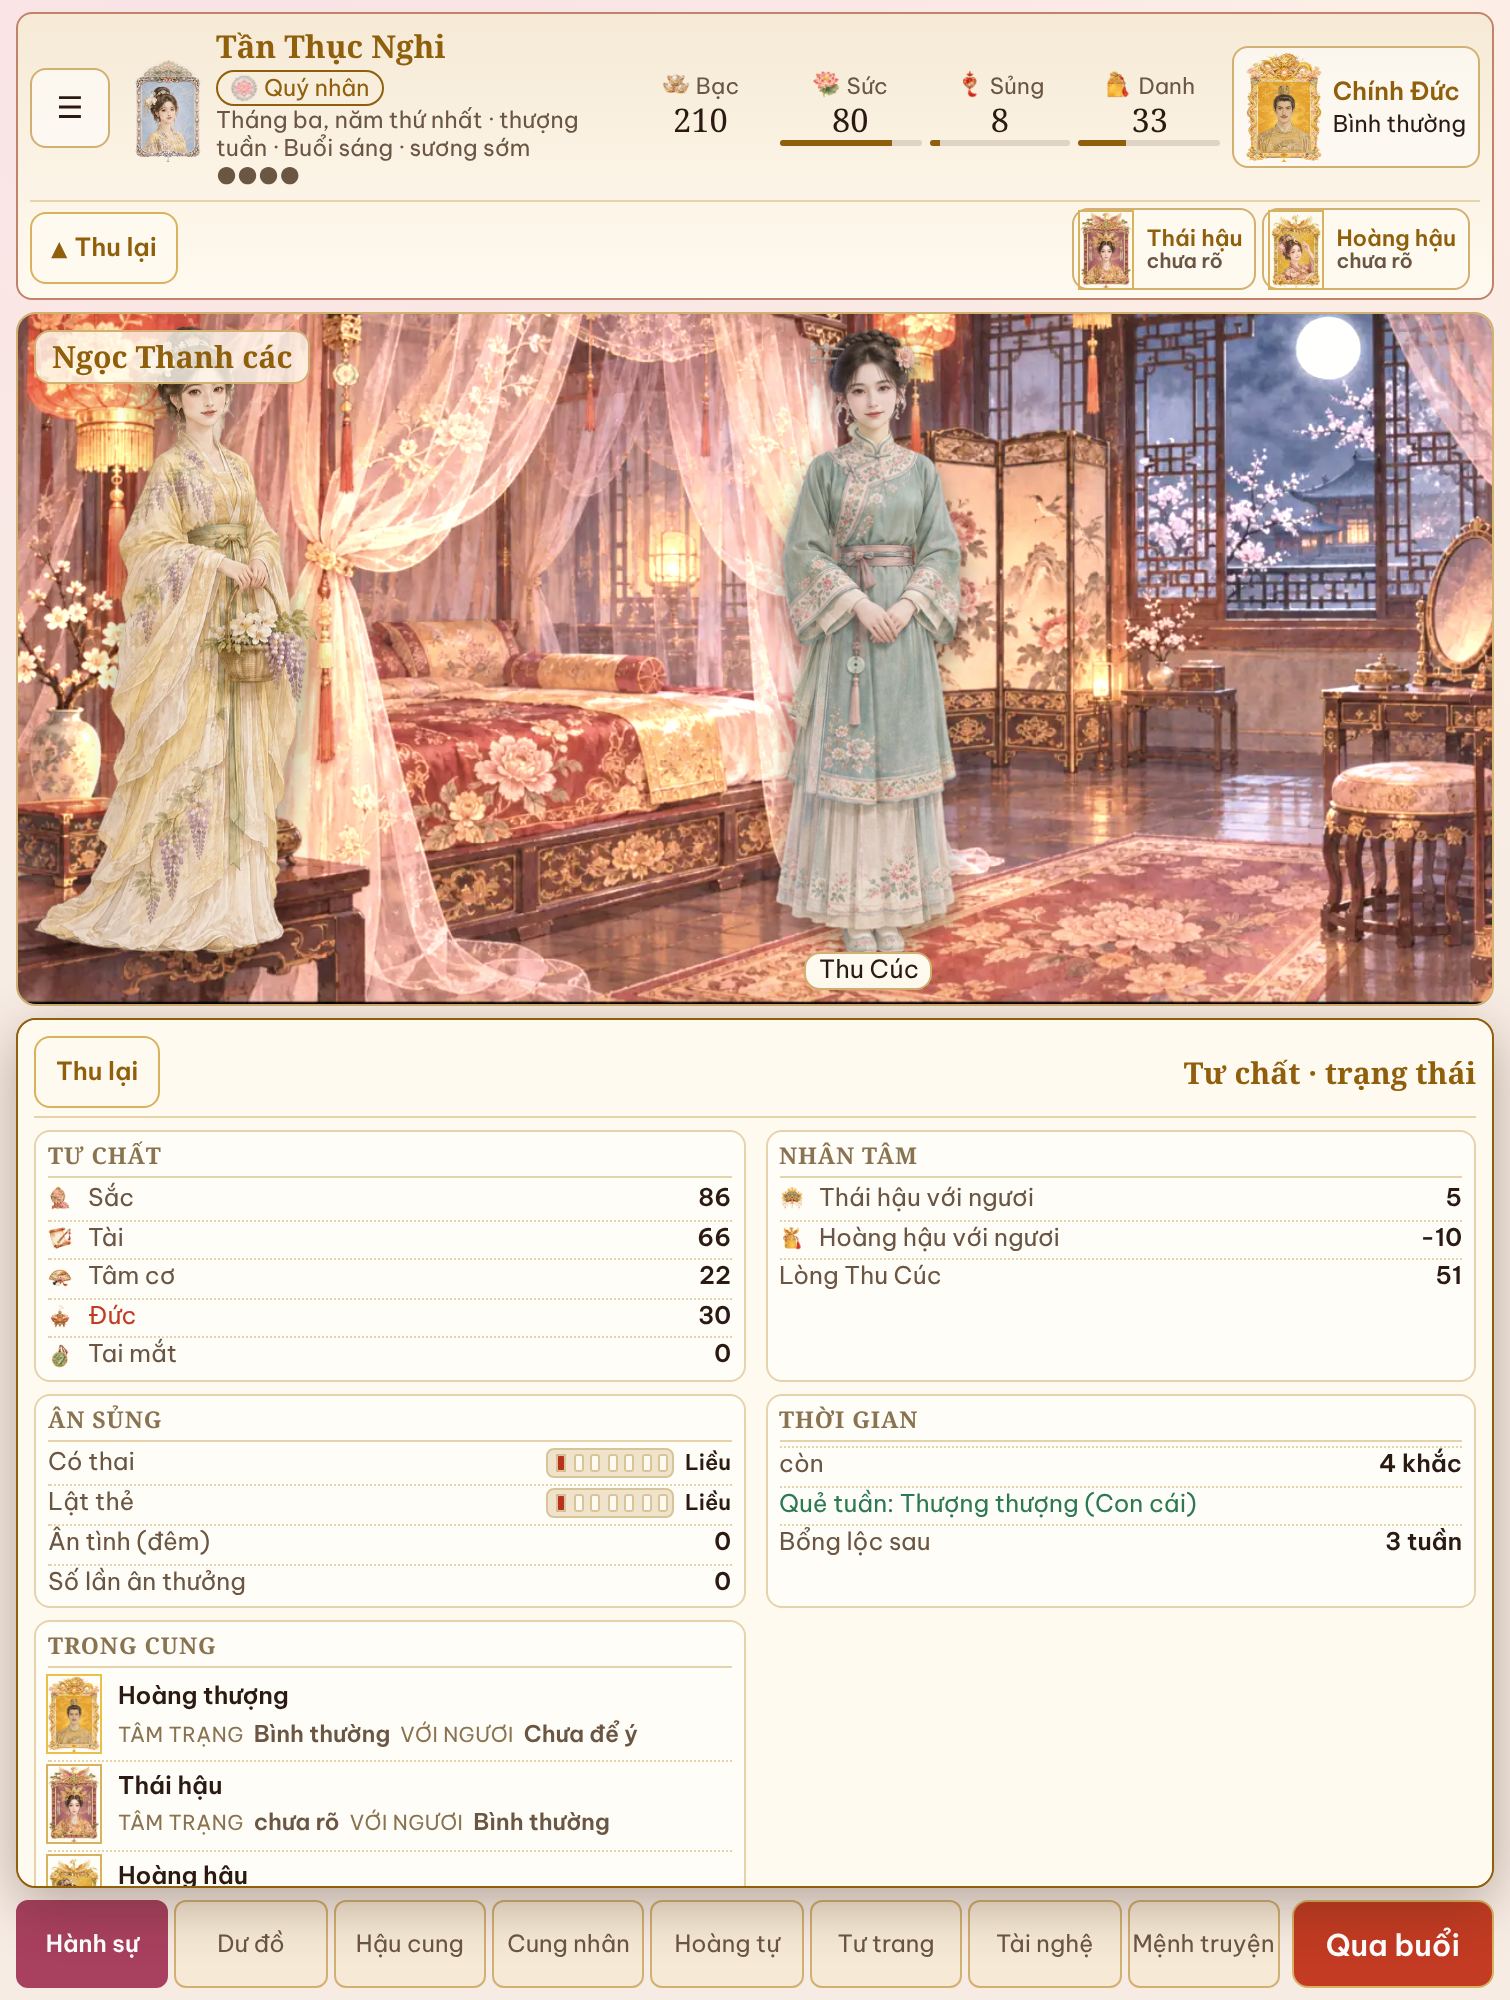 ☰
Tần Thục Nghi
Quý nhân
Tháng ba, năm thứ nhất · thượng
tuần · Buổi sáng · sương sớm
Bạc
210
Sức
80
Sủng
8
Danh
33
Chính Đức
Bình thường
▲ Thu lại
Thái hậu
chưa rõ
Hoàng hậu
chưa rõ
Ngọc Thanh các
Thu Cúc
Thu lại
Tư chất · trạng thái
TƯ CHẤT
Sắc 86
Tài 66
Tâm cơ 22
Đức 30
Tai mắt 0
NHÂN TÂM
Thái hậu với ngươi 5
Hoàng hậu với ngươi -10
Lòng Thu Cúc 51
ÂN SỦNG
Có thai Liều
Lật thẻ Liều
Ân tình (đêm) 0
Số lần ân thưởng 0
THỜI GIAN
còn 4 khắc
Quẻ tuần: Thượng thượng (Con cái)
Bổng lộc sau 3 tuần
TRONG CUNG
Hoàng thượng
TÂM TRẠNG Bình thường VỚI NGƯƠI Chưa để ý
Thái hậu
TÂM TRẠNG chưa rõ VỚI NGƯƠI Bình thường
Hoàng hậu
Hành sự
Dư đồ
Hậu cung
Cung nhân
Hoàng tự
Tư trang
Tài nghệ
Mệnh truyện
Qua buổi